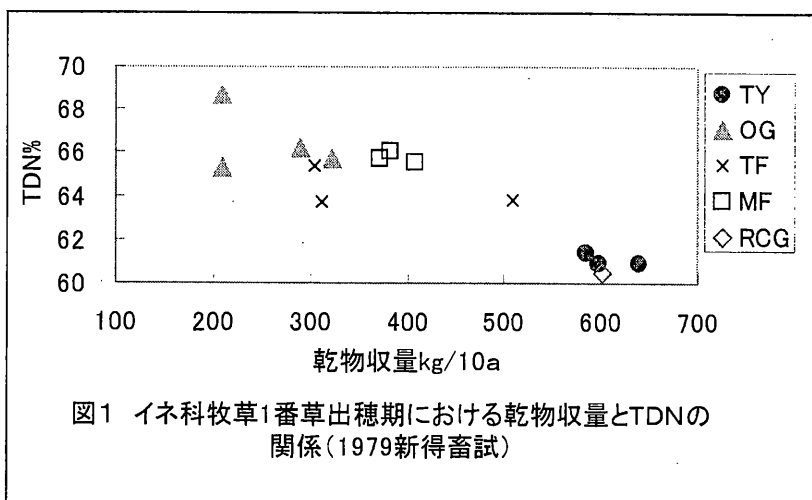 70
68
66
64
62
60
TDN%
100 200 300 400 500 600 700
乾物収量kg/10a
TY
OG
TF
MF
RCG
図1 イネ科牧草1番草出穂期における乾物収量とTDNの
関係(1979新得畜試)